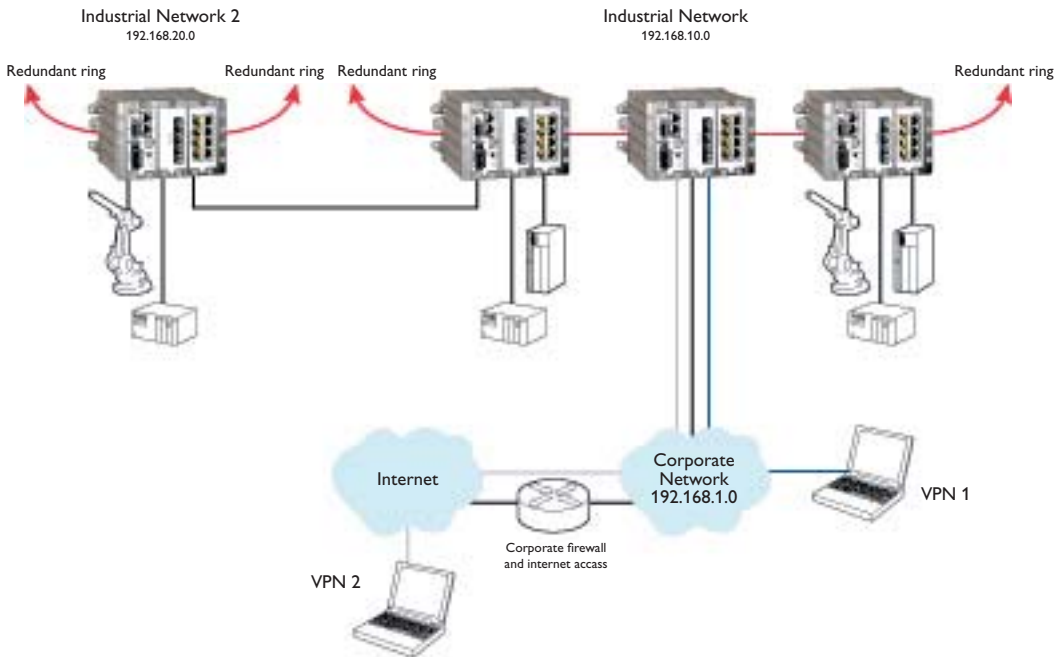 Industrial Network 2
192.168.20.0
Industrial Network
192.168.10.0
Redundant ring
Redundant ring
Redundant ring
Redundant ring
Internet
Corporate
Network
192.168.1.0
VPN 1
Corporate firewall
and internet access
VPN 2